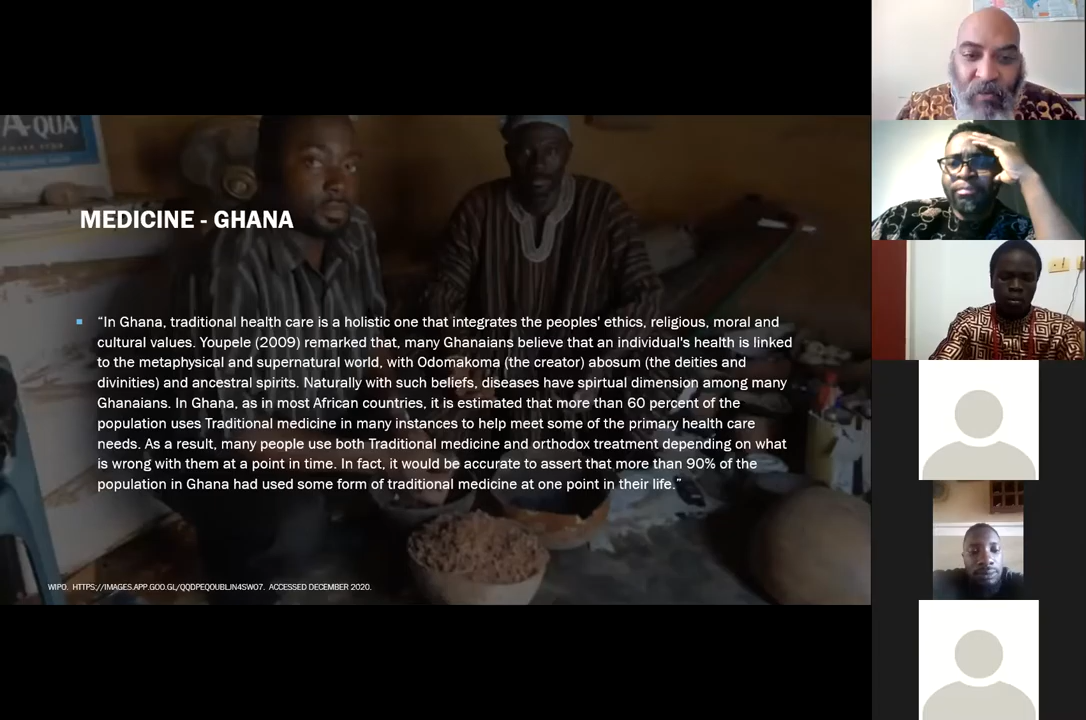 AQUA
MEDICINE - GHANA
“In Ghana, traditional health care is a holistic one that integrates the peoples' ethics, religious, moral and
cultural values. Youpele (2009) remarked that, many Ghanaians believe that an individual's health is linked
to the metaphysical and supernatural world, with Odomakoma (the creator) abosum (the deities and
divinities) and ancestral spirits. Naturally with such beliefs, diseases have spirtual dimension among many
Ghanaians. In Ghana, as in most African countries, it is estimated that more than 60 percent of the
population uses Traditional medicine in many instances to help meet some of the primary health care
needs. As a result, many people use both Traditional medicine and orthodox treatment depending on what
is wrong with them at a point in time. In fact, it would be accurate to assert that more than 90% of the
population in Ghana had used some form of traditional medicine at one point in their life.”
WIPO. HTTPS://IMAGES.APP.GOO.GL/QQDPEQOUBLJN4SWO7. ACCESSED DECEMBER 2020.